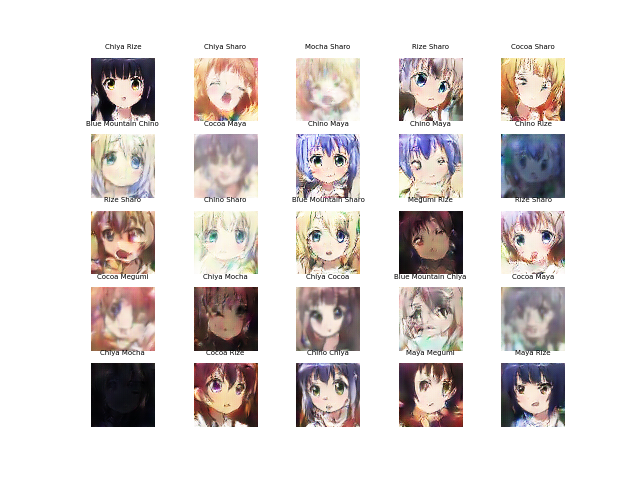 Chiya Rize
Chiya Sharo
Mocha Sharo
Rize Sharo
Cocoa Sharo
Blue Mountain Chino
Cocoa Maya
Chino Maya
Chino Maya
Chino Rize
Rize Sharo
Chino Sharo
Blue Mountain Sharo
Megumi Rize
Rize Sharo
Cocoa Megumi
Chiya Mocha
Chiya Cocoa
Blue Mountain Chiya
Cocoa Maya
Chiya Mocha
Cocoa Rize
Chino Chiya
Maya Megumi
Maya Rize